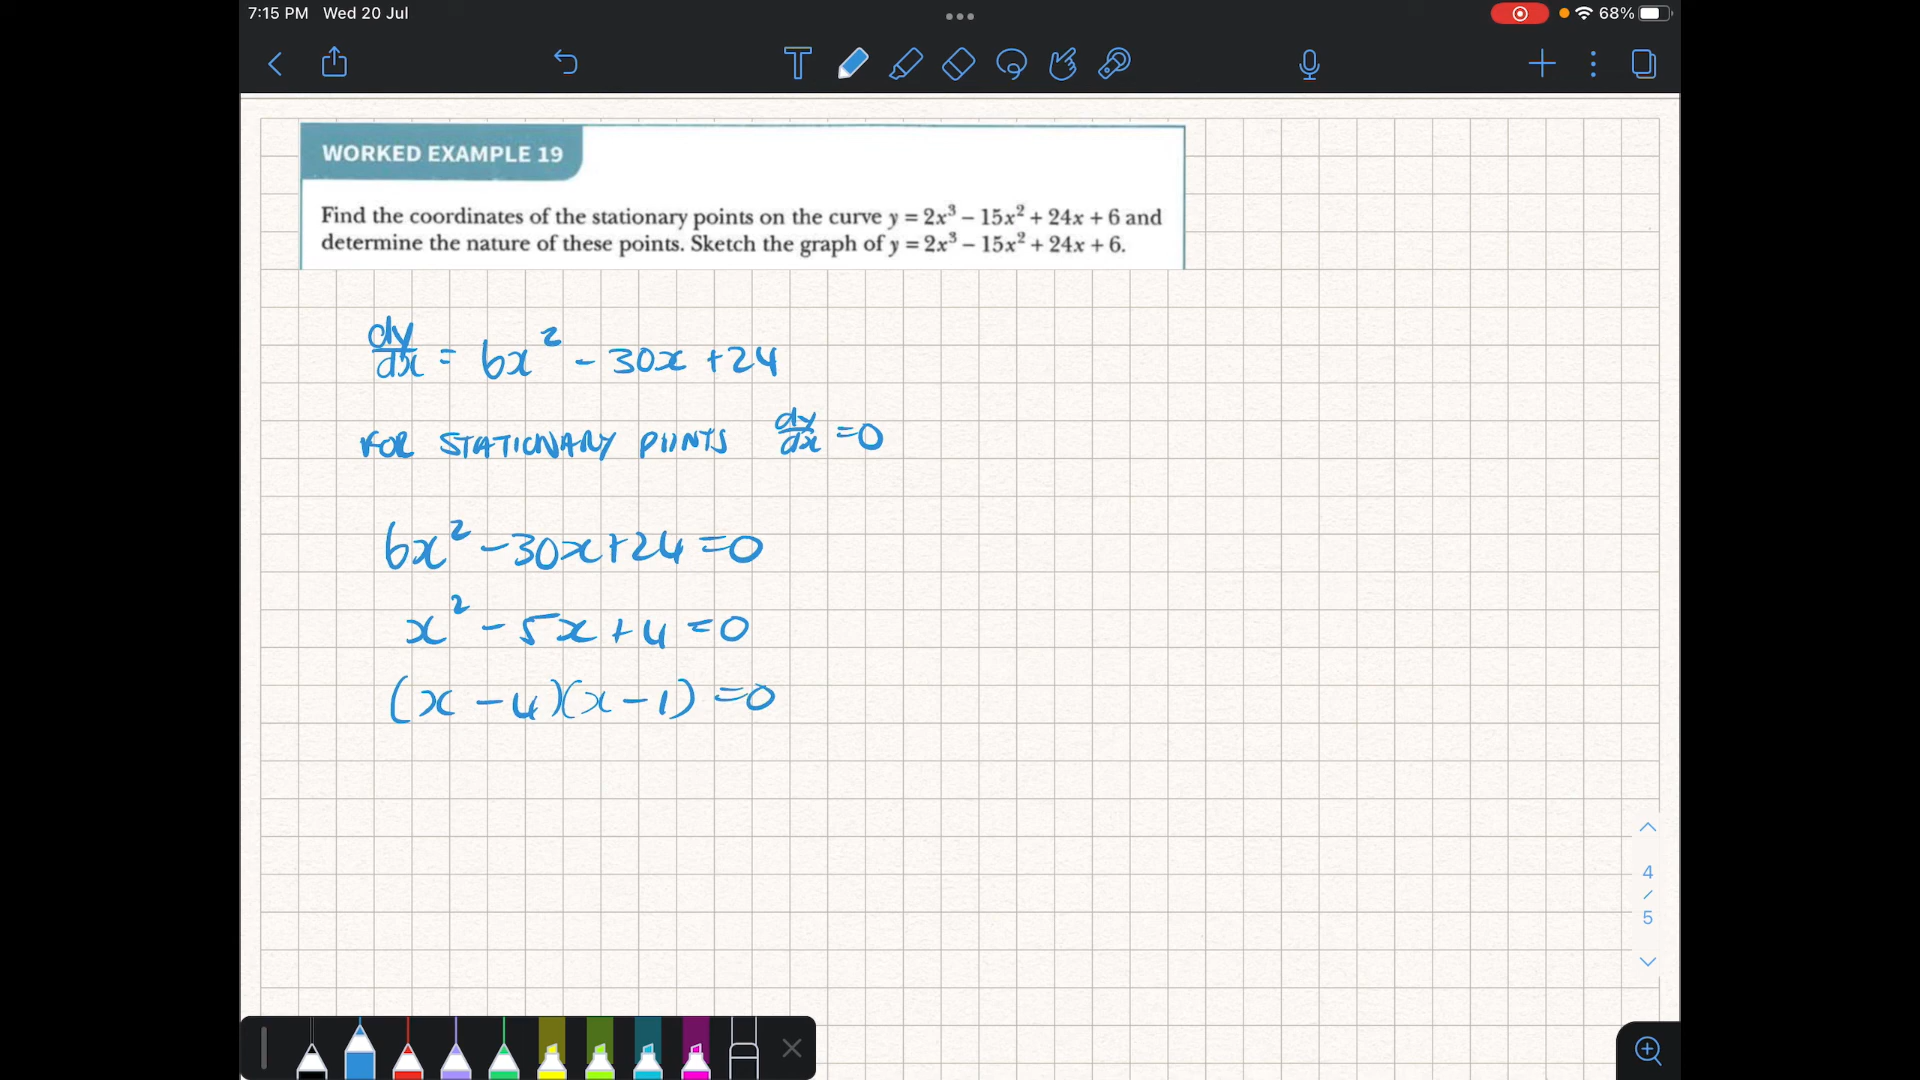 7:15 PM Wed 20 Jul
68%
WORKED EXAMPLE 19
Find the coordinates of the stationary points on the curve y = 2x³ – 15x² + 24x + 6 and
determine the nature of these points. Sketch the graph of y = 2x³ – 15x² + 24x + 6.
dy/dx = 6x² - 30x + 24
FOR STATIONARY POINTS dy/dx = 0
6x² - 30x + 24 = 0
x² - 5x + 4 = 0
(x - 4)(x - 1) = 0
4
/
5